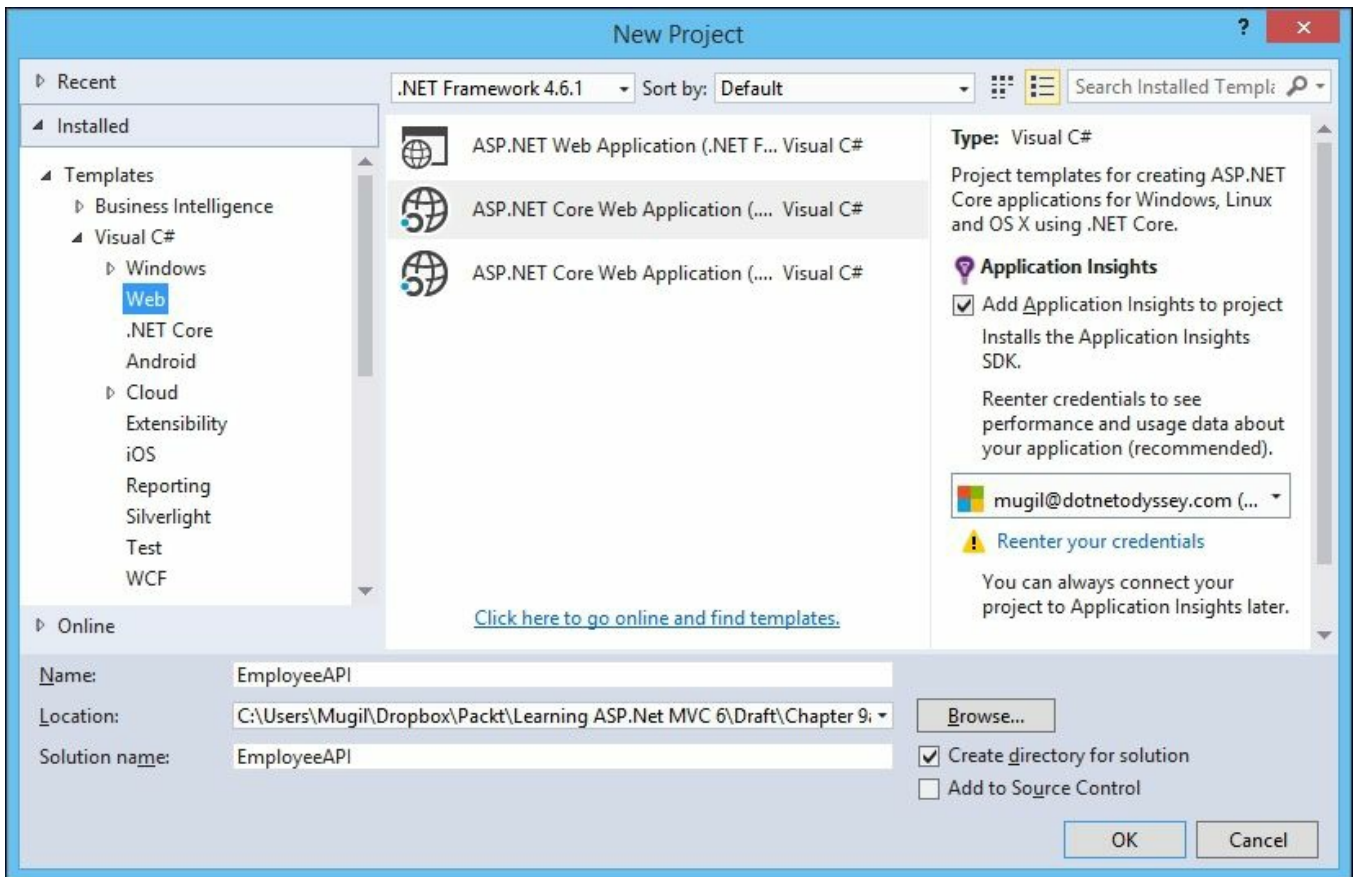 New Project
?
Recent
.NET Framework 4.6.1
Sort by: Default
Search Installed Templa
Installed
Templates
Business Intelligence
Visual C#
Windows
Web
.NET Core
Android
Cloud
Extensibility
iOS
Reporting
Silverlight
Test
WCF
Online
ASP.NET Web Application (.NET F... Visual C#
ASP.NET Core Web Application (.... Visual C#
ASP.NET Core Web Application (.... Visual C#
Click here to go online and find templates.
Type: Visual C#
Project templates for creating ASP.NET
Core applications for Windows, Linux
and OS X using .NET Core.
Application Insights
Add Application Insights to project
Installs the Application Insights
SDK.
Reenter credentials to see
performance and usage data about
your application (recommended).
mugil@dotnetodyssey.com (...
Reenter your credentials
You can always connect your
project to Application Insights later.
Name: EmployeeAPI
Location: C:\Users\Mugil\Dropbox\Packt\Learning ASP.Net MVC 6\Draft\Chapter 9
Browse...
Solution name: EmployeeAPI
Create directory for solution
Add to Source Control
OK
Cancel